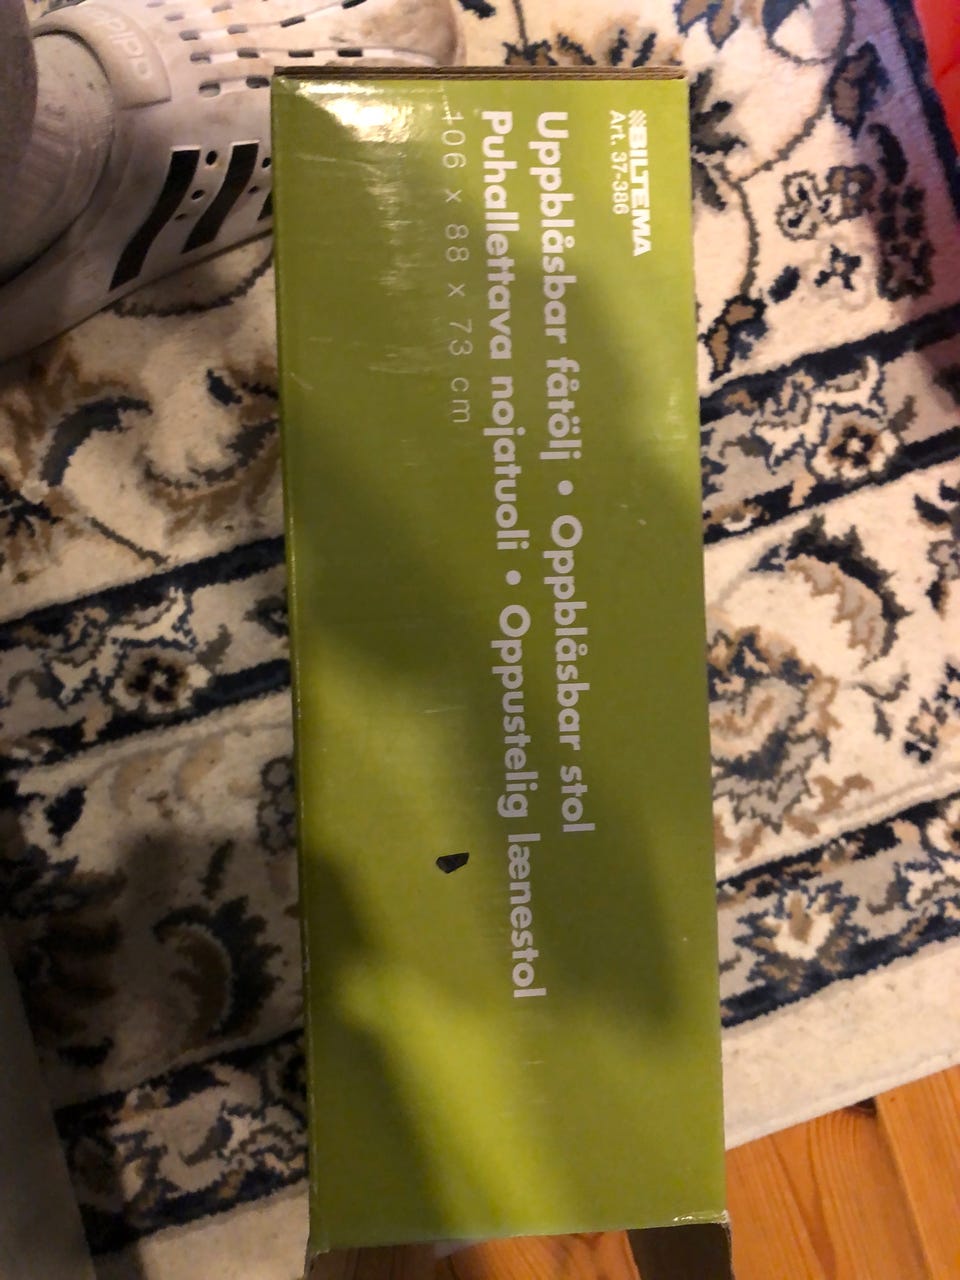 BILTEMA
Art. 37-386
Uppblåsbar fåtölj • Oppblåsbar stol
Puhallettava nojatuoli • Oppustelig lænestol
106 x 88 x 73 cm